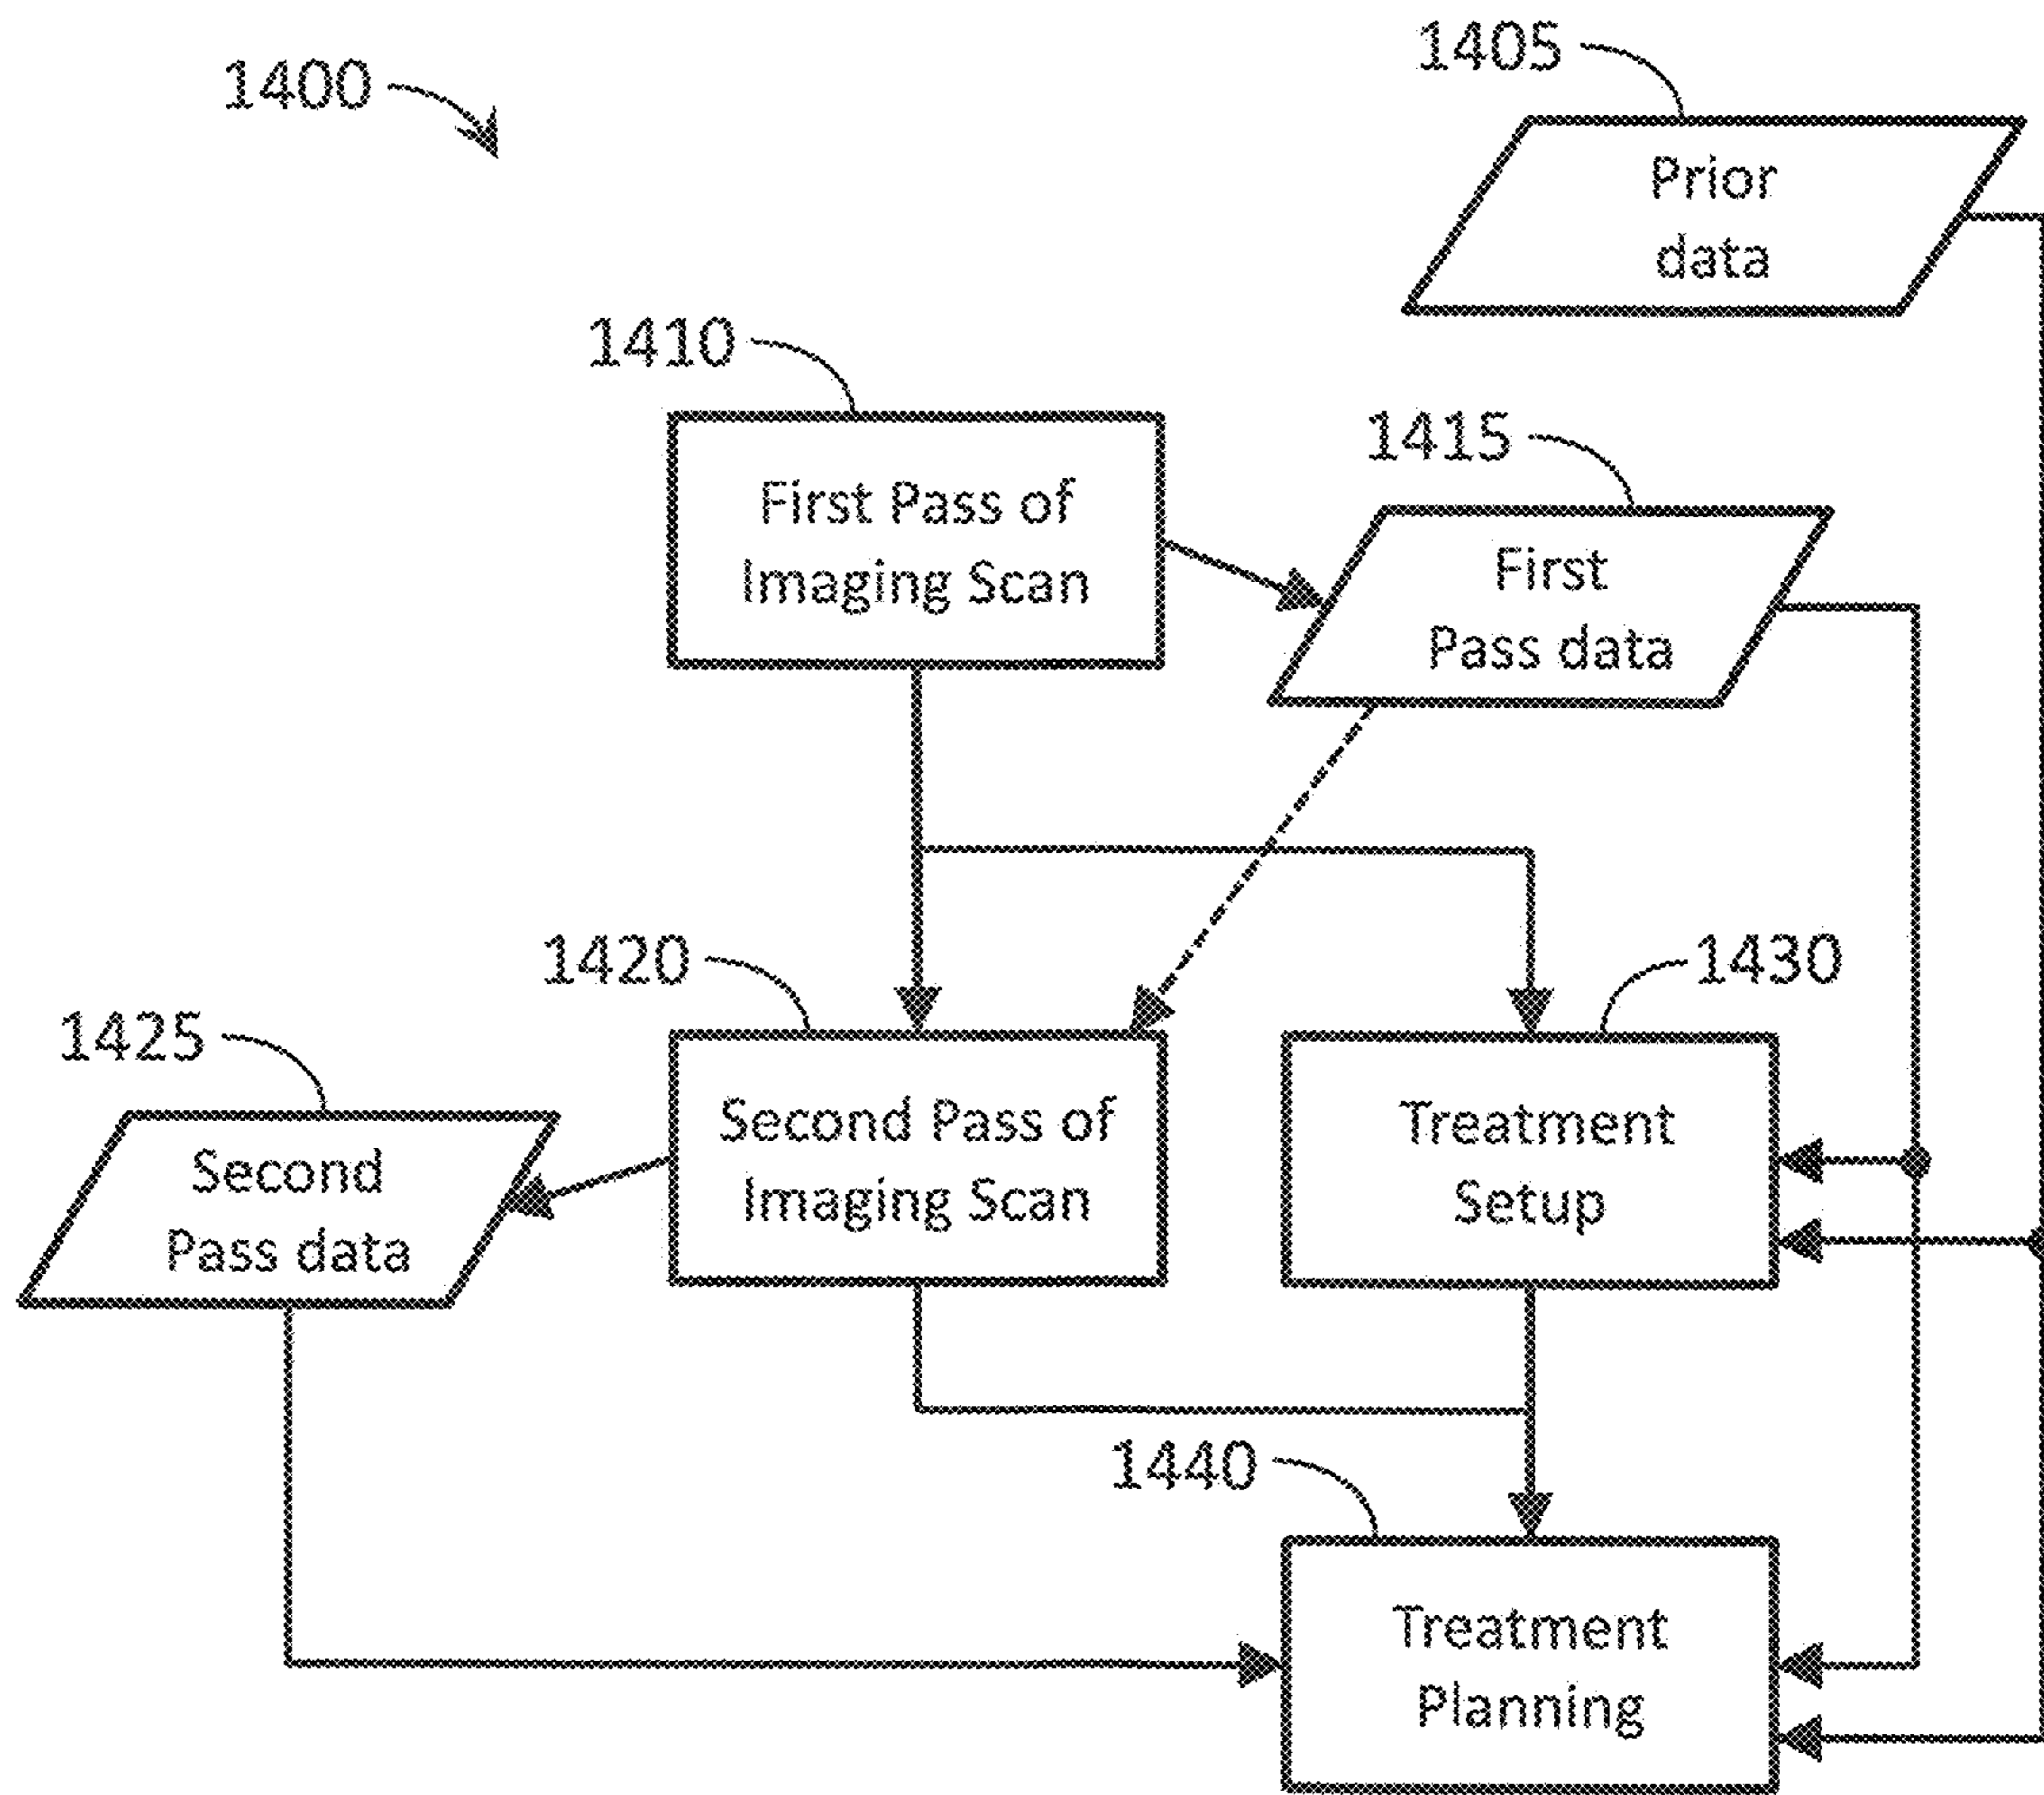 1405
1400
Prior
data
1410
1415
First Pass of
Imaging Scan
First
Pass data
1420
1430
1425
Second Pass of
Imaging Scan
Treatment
Setup
Second
Pass data
1440
Treatment
Planning